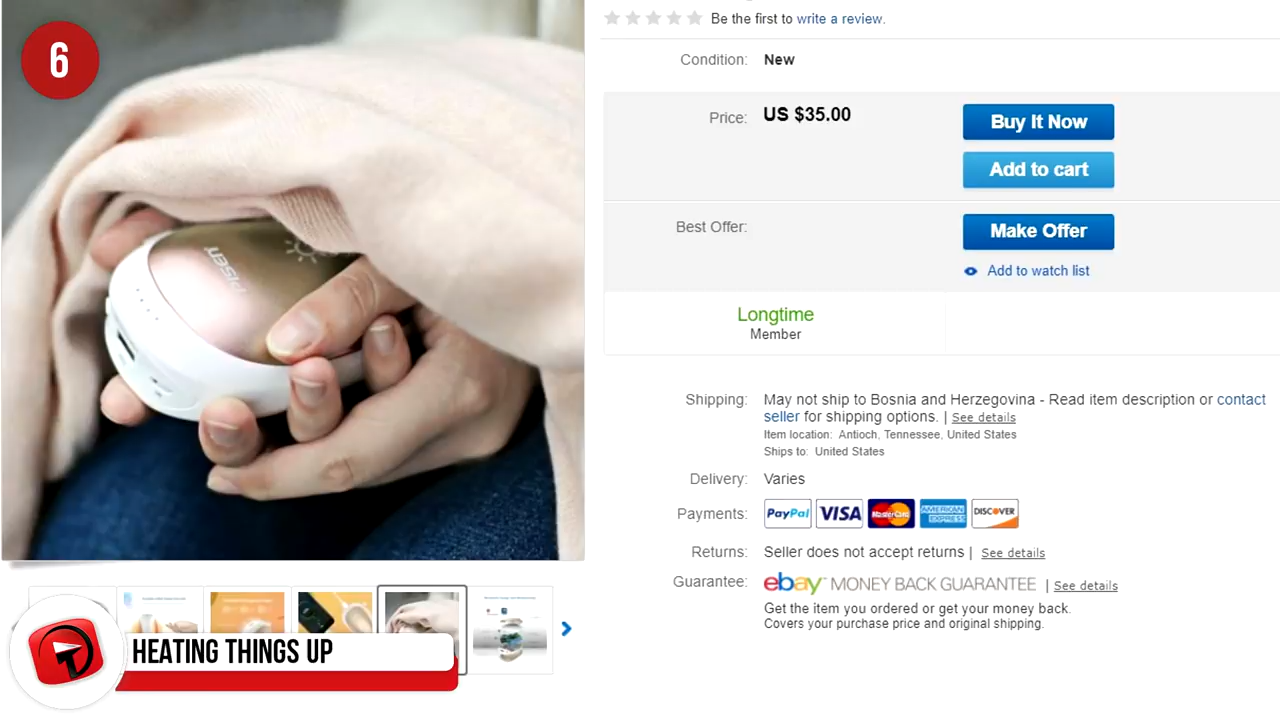 6
PISEN
Be the first to write a review.
Condition: New
Price: US $35.00
Buy It Now
Add to cart
Best Offer:
Make Offer
Add to watch list
Longtime
Member
Shipping: May not ship to Bosnia and Herzegovina - Read item description or contact
seller for shipping options. | See details
Item location: Antioch, Tennessee, United States
Ships to: United States
Delivery: Varies
Payments: PayPal VISA MasterCard AMERICAN EXPRESS DISCOVER
Returns: Seller does not accept returns | See details
Guarantee: ebay MONEY BACK GUARANTEE | See details
Get the item you ordered or get your money back.
Covers your purchase price and original shipping.
HEATING THINGS UP